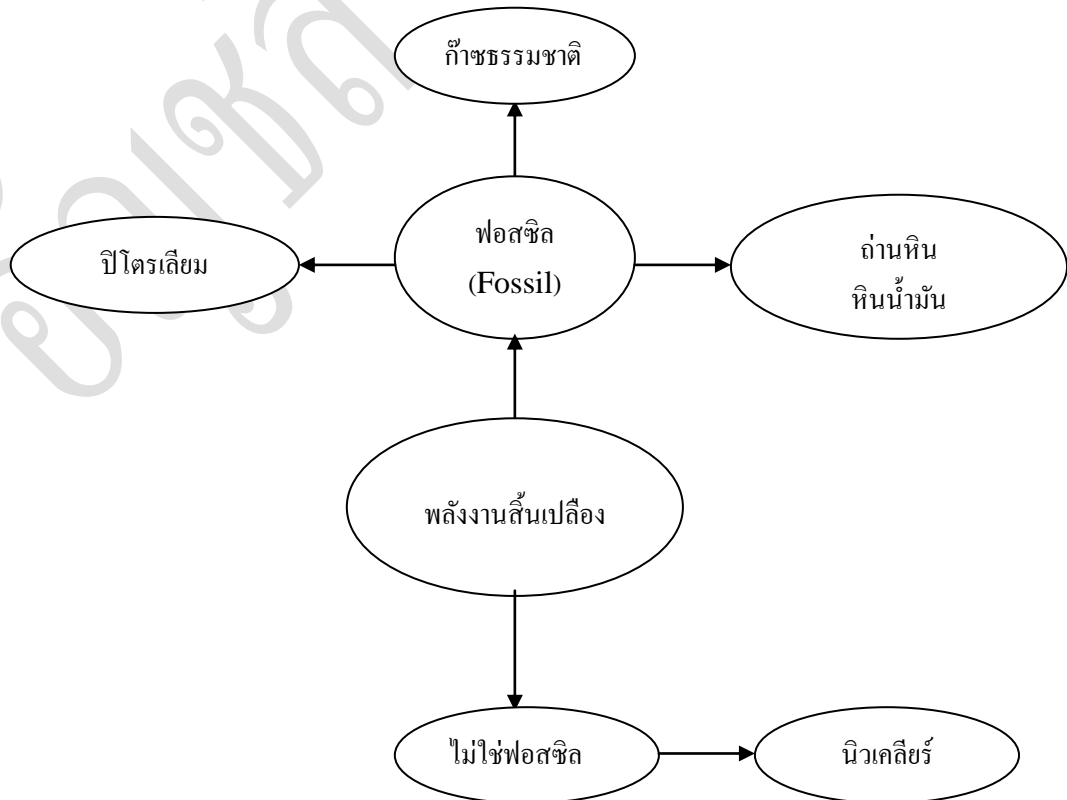 ก๊าซธรรมชาติ
ฟอสซิล
(Fossil)
ปิโตรเลียม
ถ่านหิน
หินน้ำมัน
พลังงานสิ้นเปลือง
ไม่ใช่ฟอสซิล
นิวเคลียร์